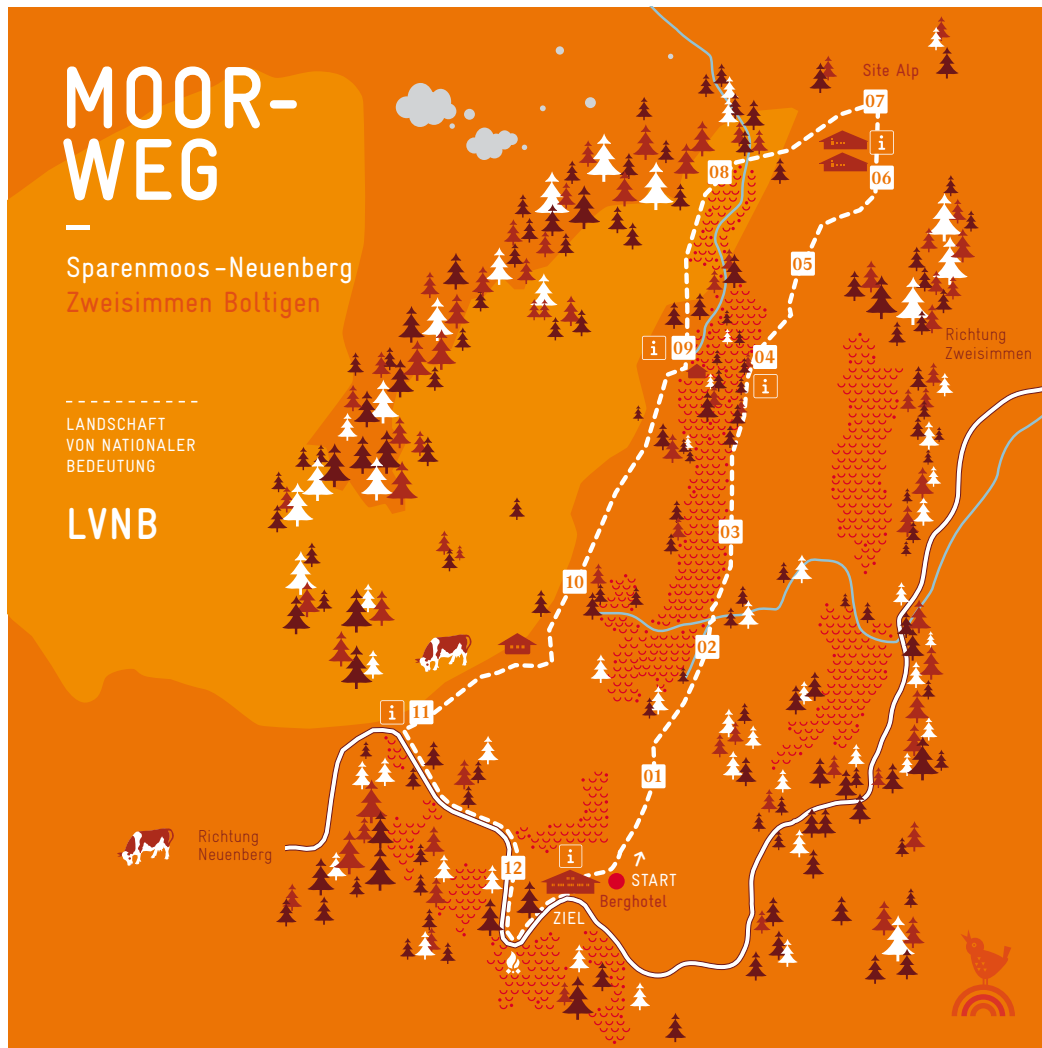 MOOR-
WEG
Sparenmoos-Neuenberg
Zweisimmen Boltigen
LANDSCHAFT
VON NATIONALER
BEDEUTUNG
LVNB
Site Alp
07
i
06
08
05
i
09
04
i
Richtung
Zweisimmen
03
10
02
i
11
01
Richtung
Neuenberg
i
12
START
Berghotel
ZIEL